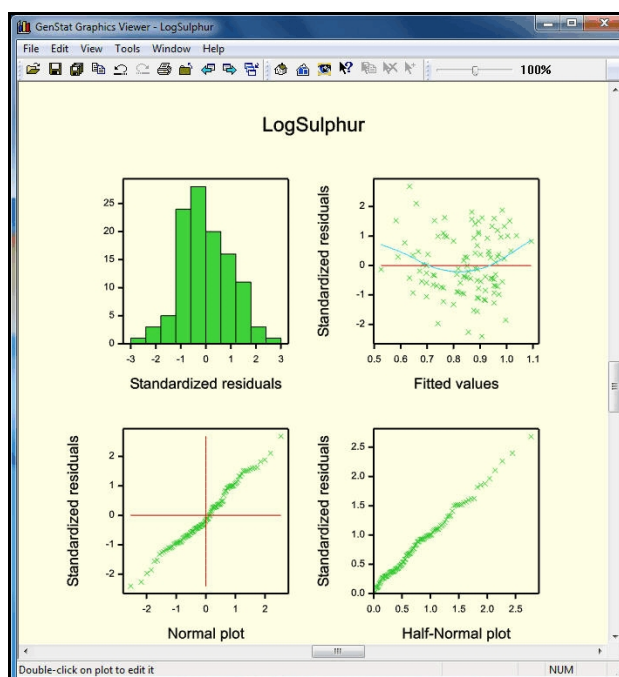 GenStat Graphics Viewer - LogSulphur
File Edit View Tools Window Help
100%
LogSulphur
25
20
15
10
5
0
-3 -2 -1 0 1 2 3
Standardized residuals
Standardized residuals
2
1
0
-1
-2
0.5 0.6 0.7 0.8 0.9 1.0 1.1
Fitted values
Standardized residuals
2
1
0
-1
-2
-2 -1 0 1 2
Normal plot
Standardized residuals
2.5
2.0
1.5
1.0
0.5
0.0
0.0 0.5 1.0 1.5 2.0 2.5
Half-Normal plot
Double-click on plot to edit it
NUM